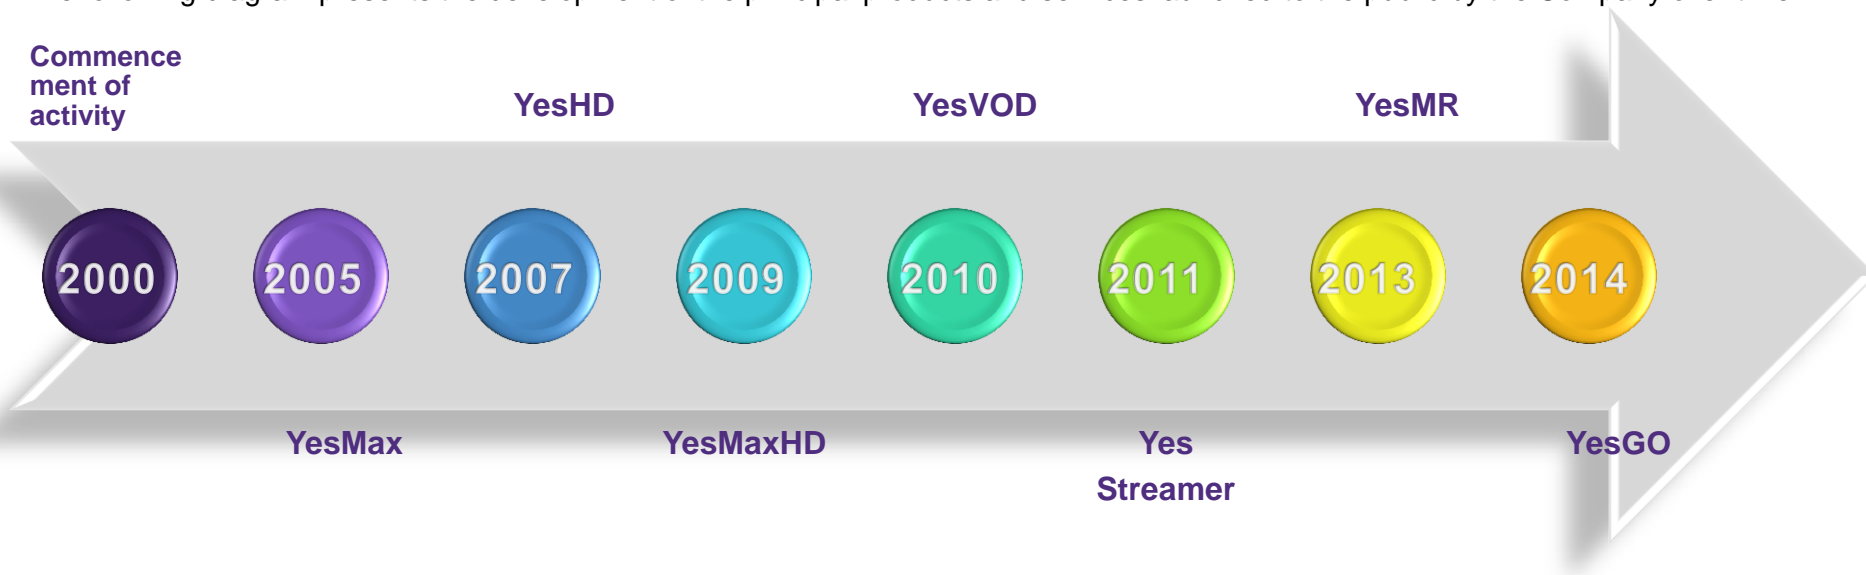 Commence
ment of
activity
YesHD
YesVOD
YesMR
2000
2005
2007
2009
2010
2011
2013
2014
YesMax
YesMaxHD
Yes
Streamer
YesGO